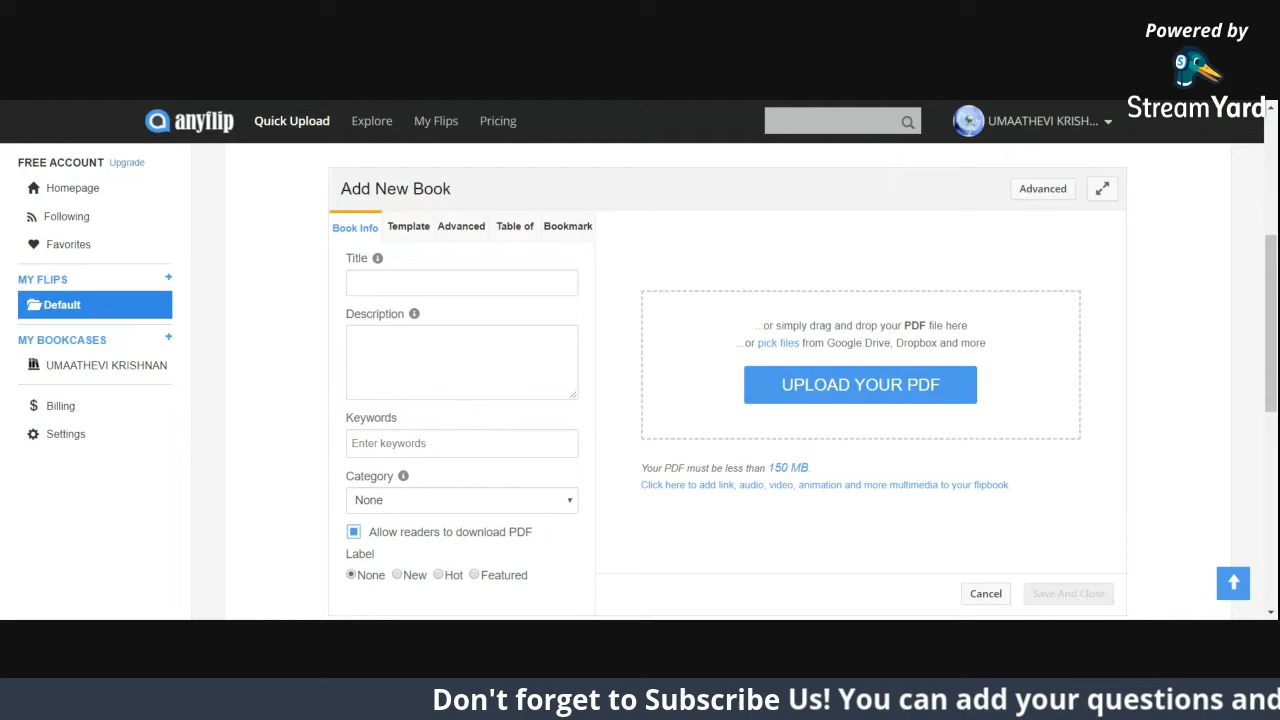 Powered by
StreamYard
anyflip
Quick Upload
Explore
My Flips
Pricing
UMAATHEVI KRISH...
FREE ACCOUNT Upgrade
Homepage
Following
Favorites
MY FLIPS +
Default
MY BOOKCASES +
UMAATHEVI KRISHNAN
Billing
Settings
Add New Book
Advanced
Book Info
Template
Advanced
Table of
Bookmark
Title
Description
Keywords
Enter keywords
Category
None
Allow readers to download PDF
Label
None New Hot Featured
...or simply drag and drop your PDF file here
...or pick files from Google Drive, Dropbox and more
UPLOAD YOUR PDF
Your PDF must be less than 150 MB.
Click here to add link, audio, video, animation and more multimedia to your flipbook.
Cancel
Save And Close
Don't forget to Subscribe Us! You can add your questions and